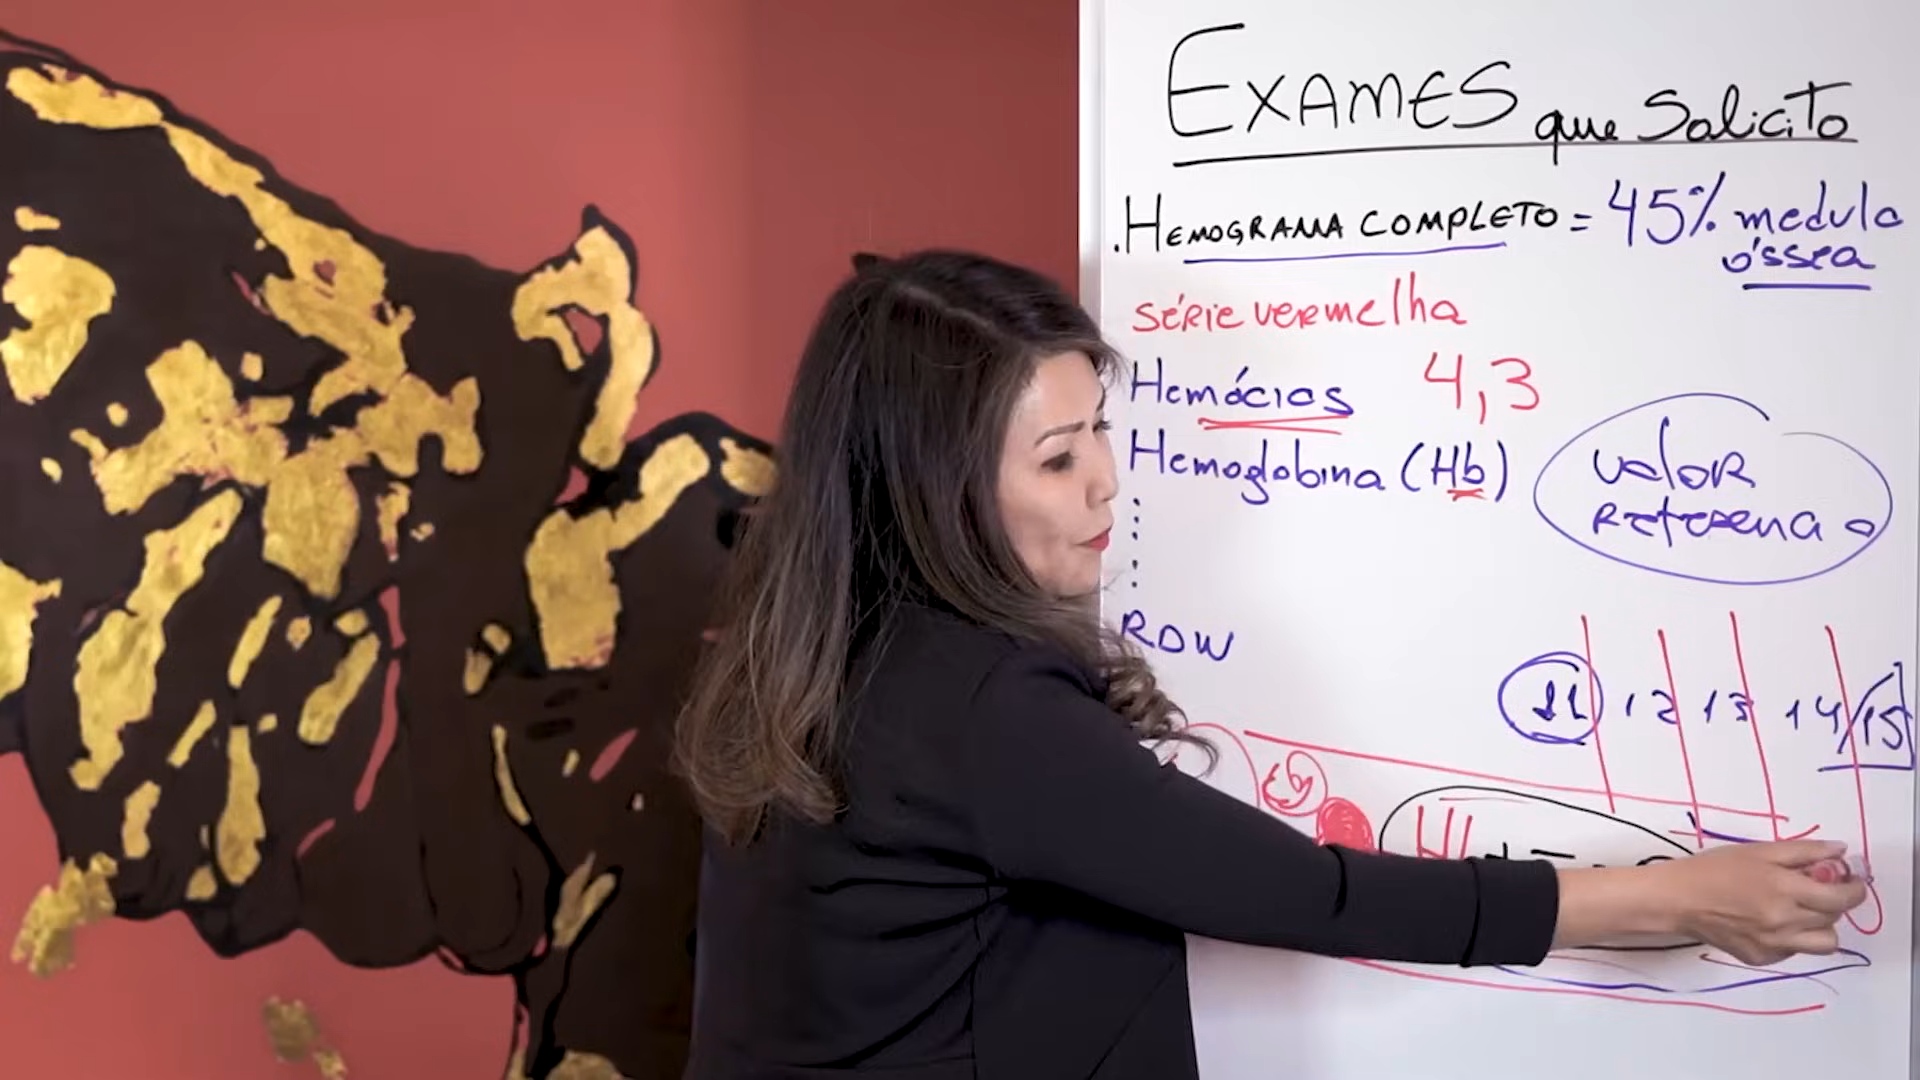 EXAMES que Solicito
. HEMOGRAMA COMPLETO = 45% medula óssea
SÉRIE vermelha
Hemácias 4,3
Hemoglobina (Hb)
valor
RDW
11 12 13 14 15